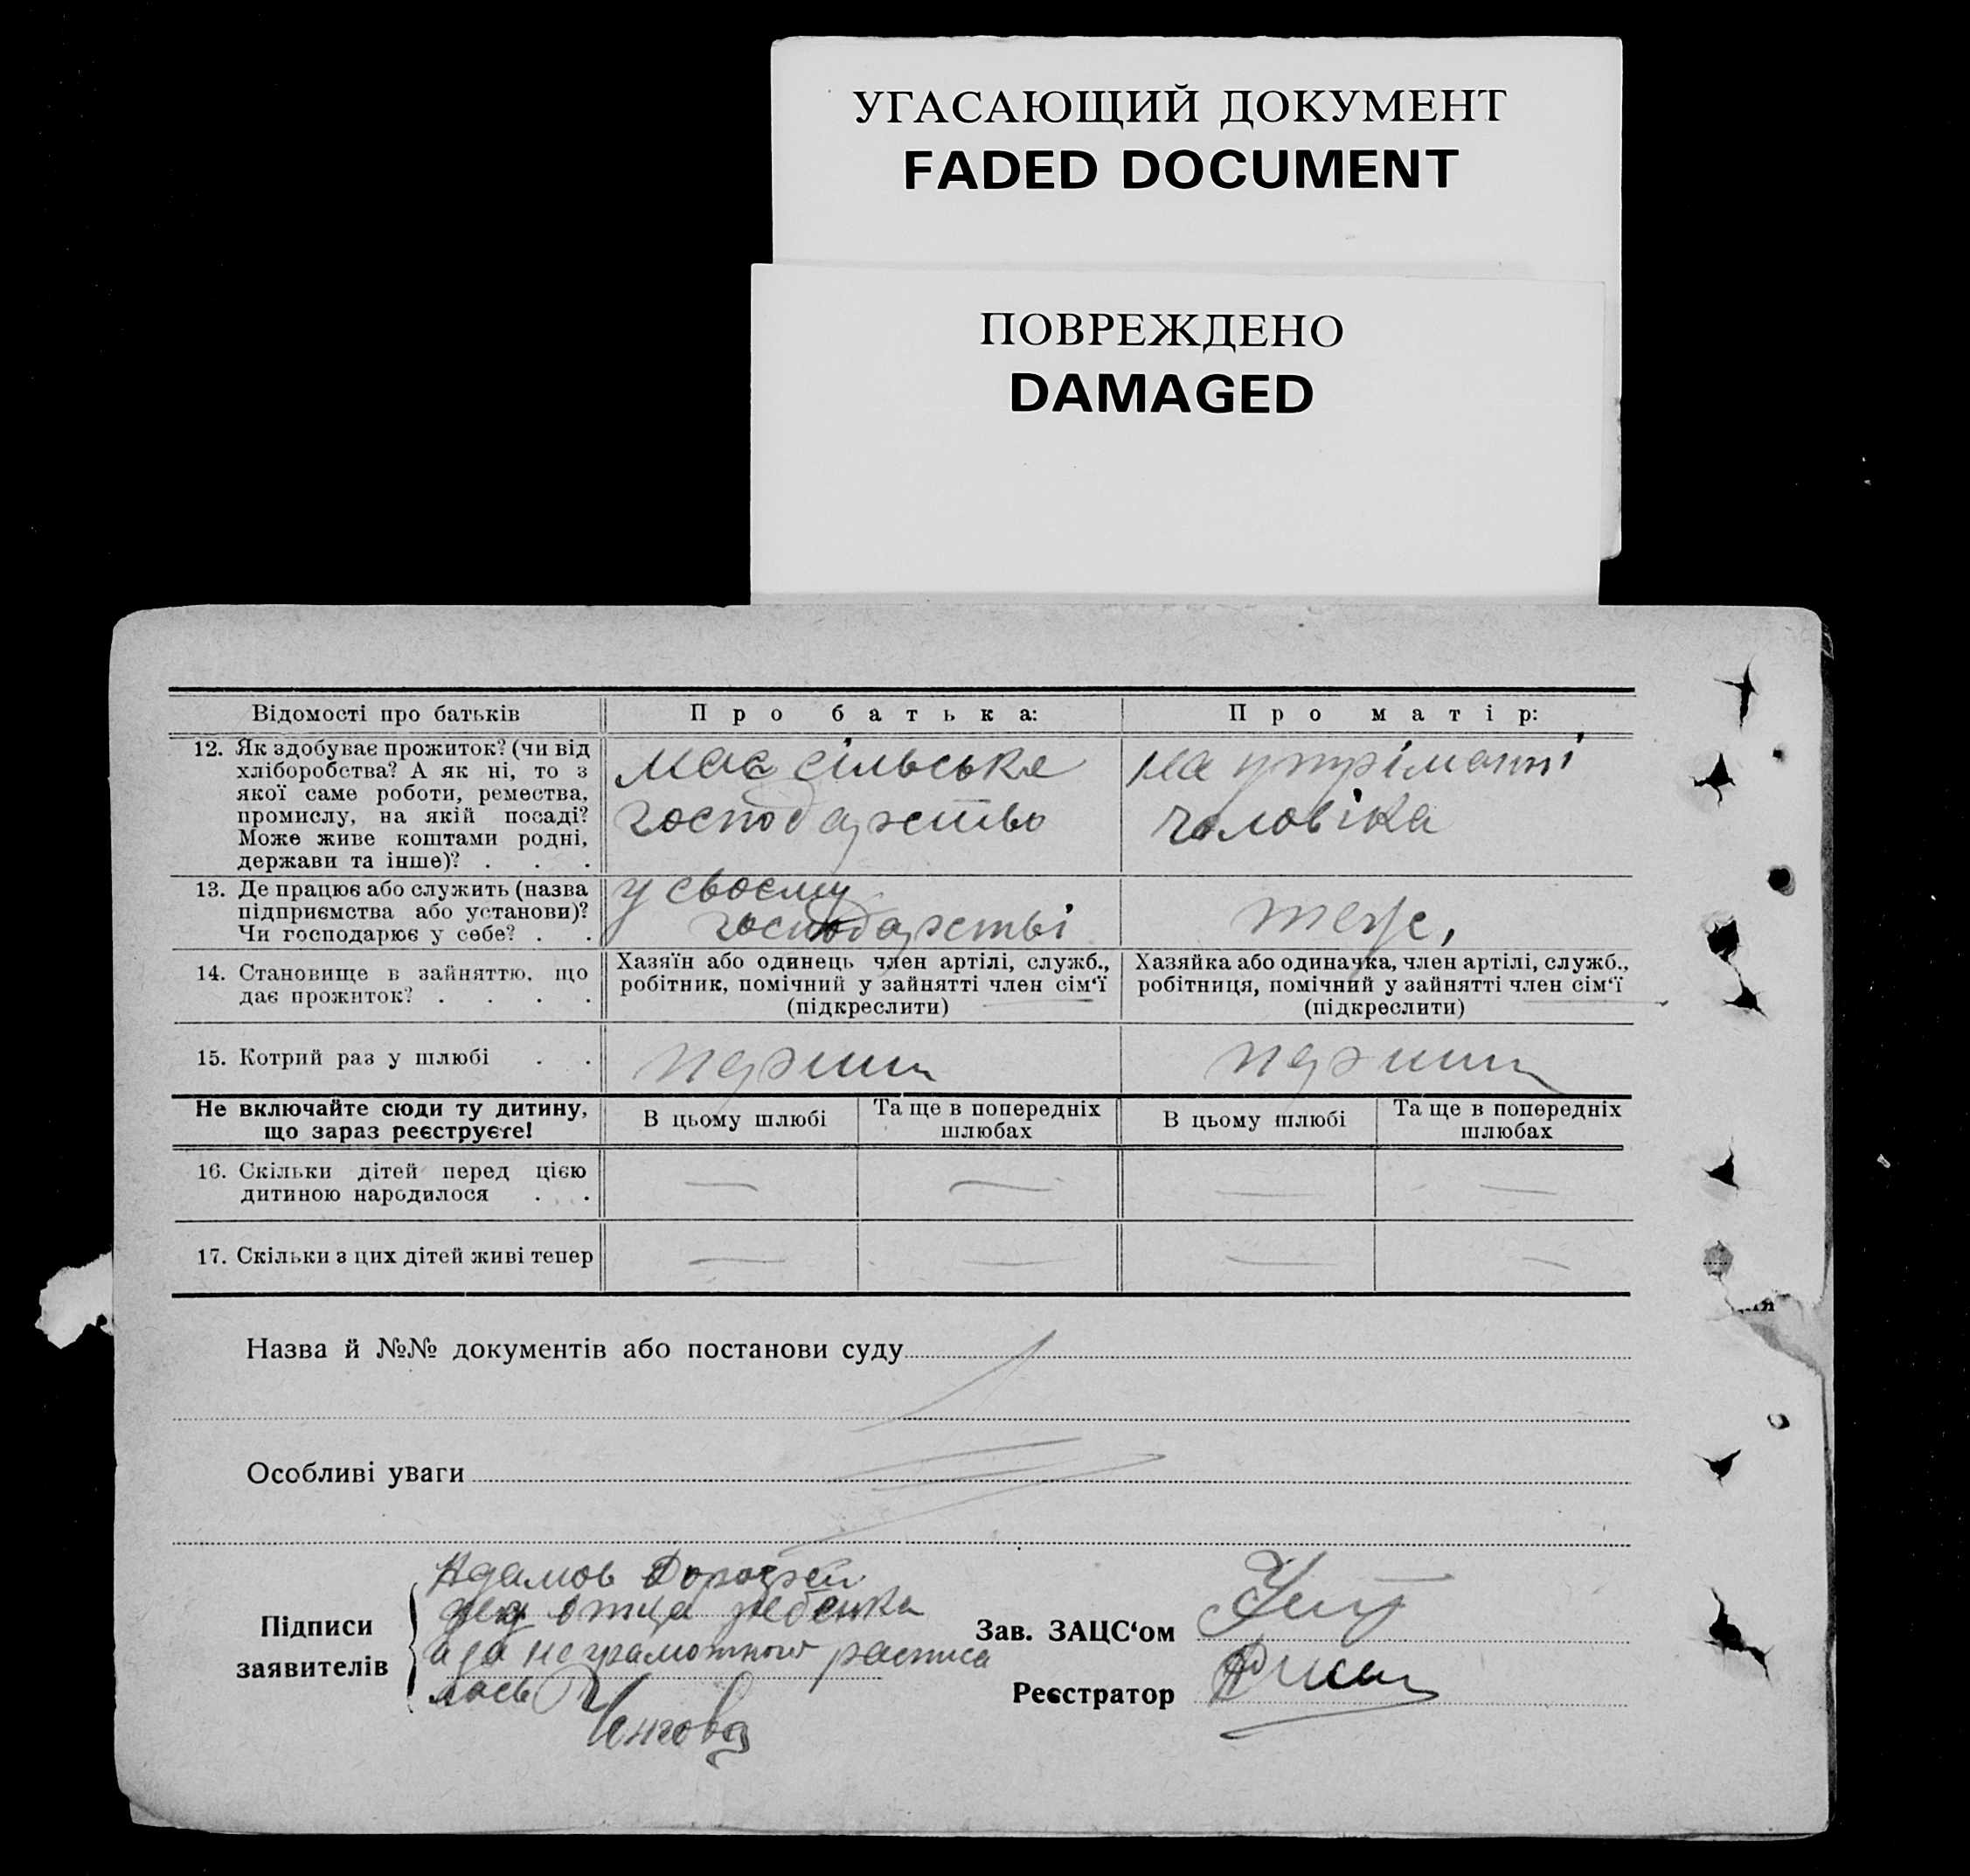 УГАСАЮЩИЙ ДОКУМЕНТ
FADED DOCUMENT
ПОВРЕЖДЕНО
DAMAGED
Відомості про батьків
Про батька:
Про матір:
12. Як здобуває прожиток? (чи від
хліборобства? А як ні, то з
якої саме роботи, ремества,
промислу, на якій посаді?
Може живе коштами родні,
держави та інше)? . . .
має сільське
господарство
на утріманні
чоловіка
13. Де працює або служить (назва
підприємства або установи)?
Чи господарює у себе? . .
у своєму
господарстві
теж,
14. Становище в зайняттю, що
дає прожиток? . . . .
Хазяїн або одинець член артілі, служб.,
робітник, помічний у зайнятті член сім‘ї
(підкреслити)
Хазяйка або одиначка, член артілі, служб.,
робітниця, помічний у зайнятті член сім‘ї
(підкреслити)
15. Котрий раз у шлюбі . .
перший
перший
Не включайте сюди ту дитину,
що зараз реєструєте!
В цьому шлюбі
Та ще в попередніх
шлюбах
В цьому шлюбі
Та ще в попередніх
шлюбах
16. Скільки дітей перед цією
дитиною народилося . .
— — — —
17. Скільки з цих дітей живі тепер
— — — —
Назва й №№ документів або постанови суду
Особливі уваги
Підписи
заявителів
Адамов Дорофей
дед отца ребенка
а за неграмотного расписа
лось
Зав. ЗАЦС‘ом
Реєстратор